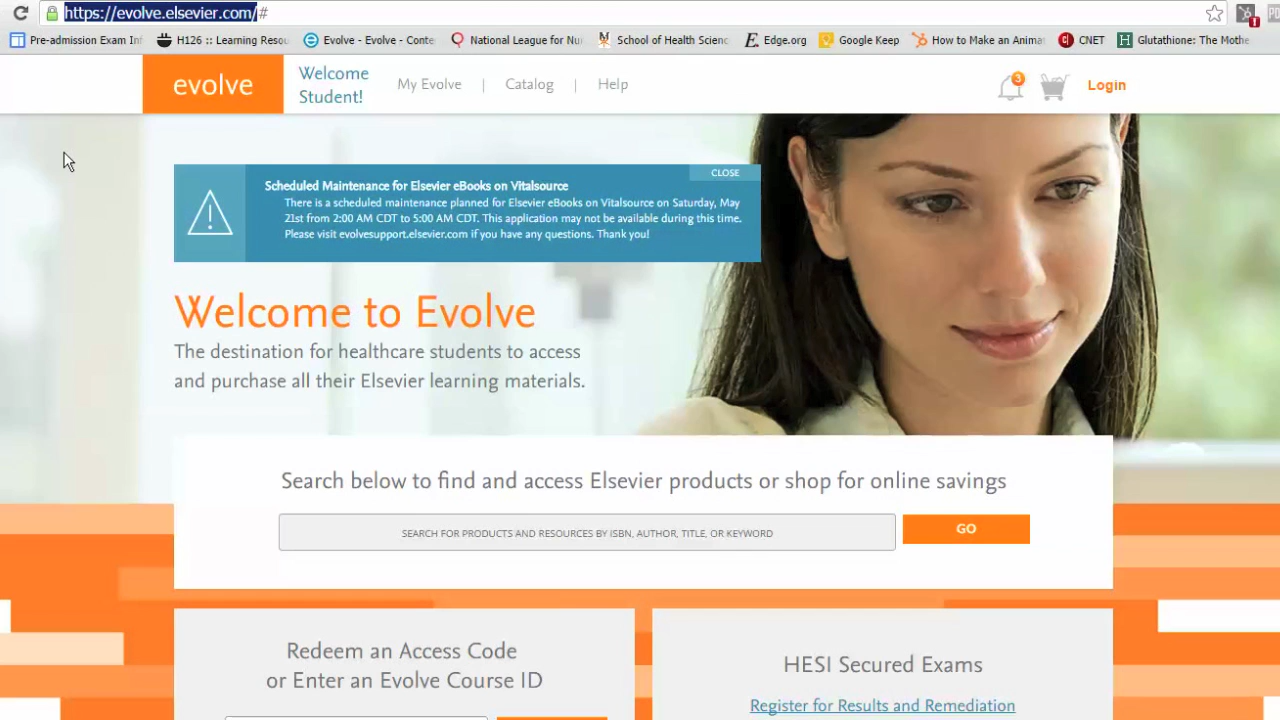 https://evolve.elsevier.com/#
Pre-admission Exam Inf
H126 :: Learning Resou
Evolve - Evolve - Conte
National League for Nu
School of Health Scienc
Edge.org
Google Keep
How to Make an Animat
CNET
Glutathione: The Mothe
evolve
Welcome
Student!
My Evolve | Catalog | Help
3
Login
1
CLOSE
Scheduled Maintenance for Elsevier eBooks on Vitalsource
There is a scheduled maintenance planned for Elsevier eBooks on Vitalsource on Saturday, May
21st from 2:00 AM CDT to 5:00 AM CDT. This application may not be available during this time.
Please visit evolvesupport.elsevier.com if you have any questions. Thank you!
Welcome to Evolve
The destination for healthcare students to access
and purchase all their Elsevier learning materials.
Search below to find and access Elsevier products or shop for online savings
SEARCH FOR PRODUCTS AND RESOURCES BY ISBN, AUTHOR, TITLE, OR KEYWORD
GO
Redeem an Access Code
or Enter an Evolve Course ID
HESI Secured Exams
Register for Results and Remediation